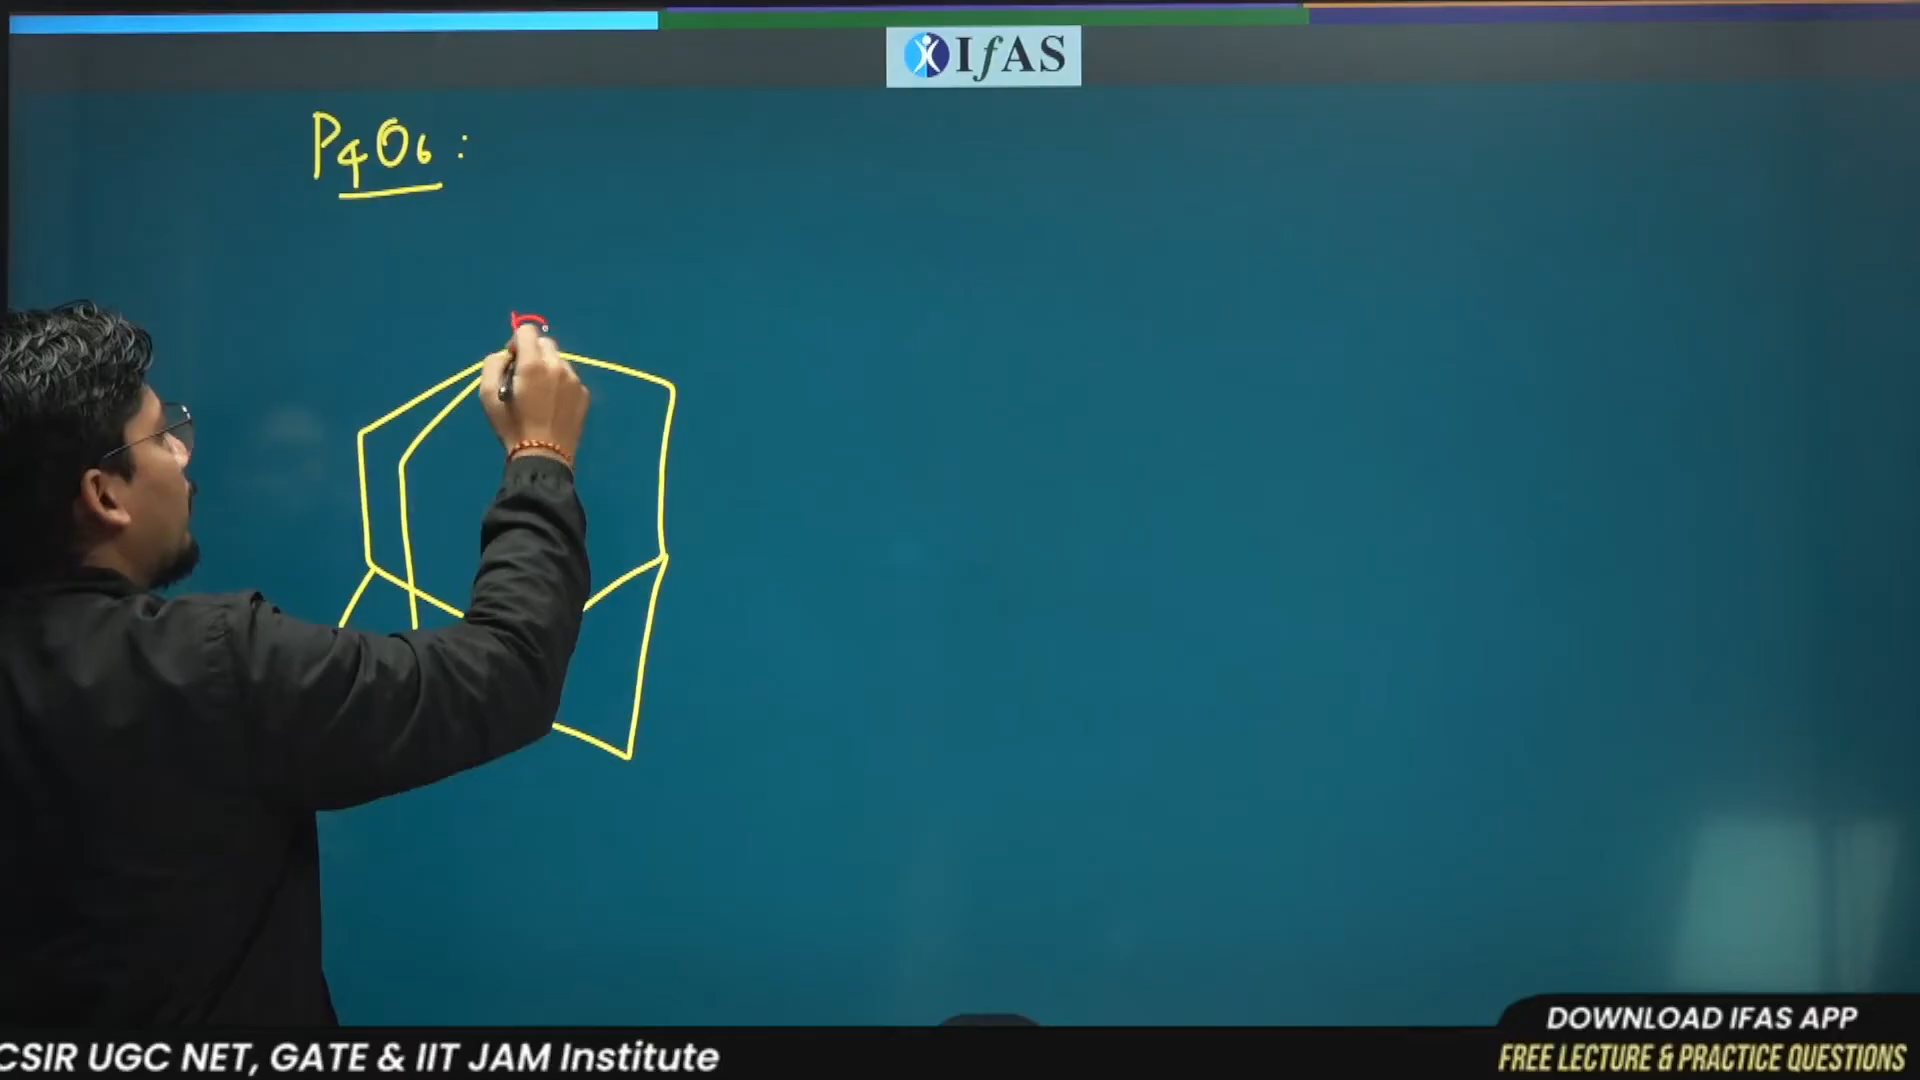 IfAS
P4O6 :
DOWNLOAD IFAS APP
CSIR UGC NET, GATE & IIT JAM Institute
FREE LECTURE & PRACTICE QUESTIONS